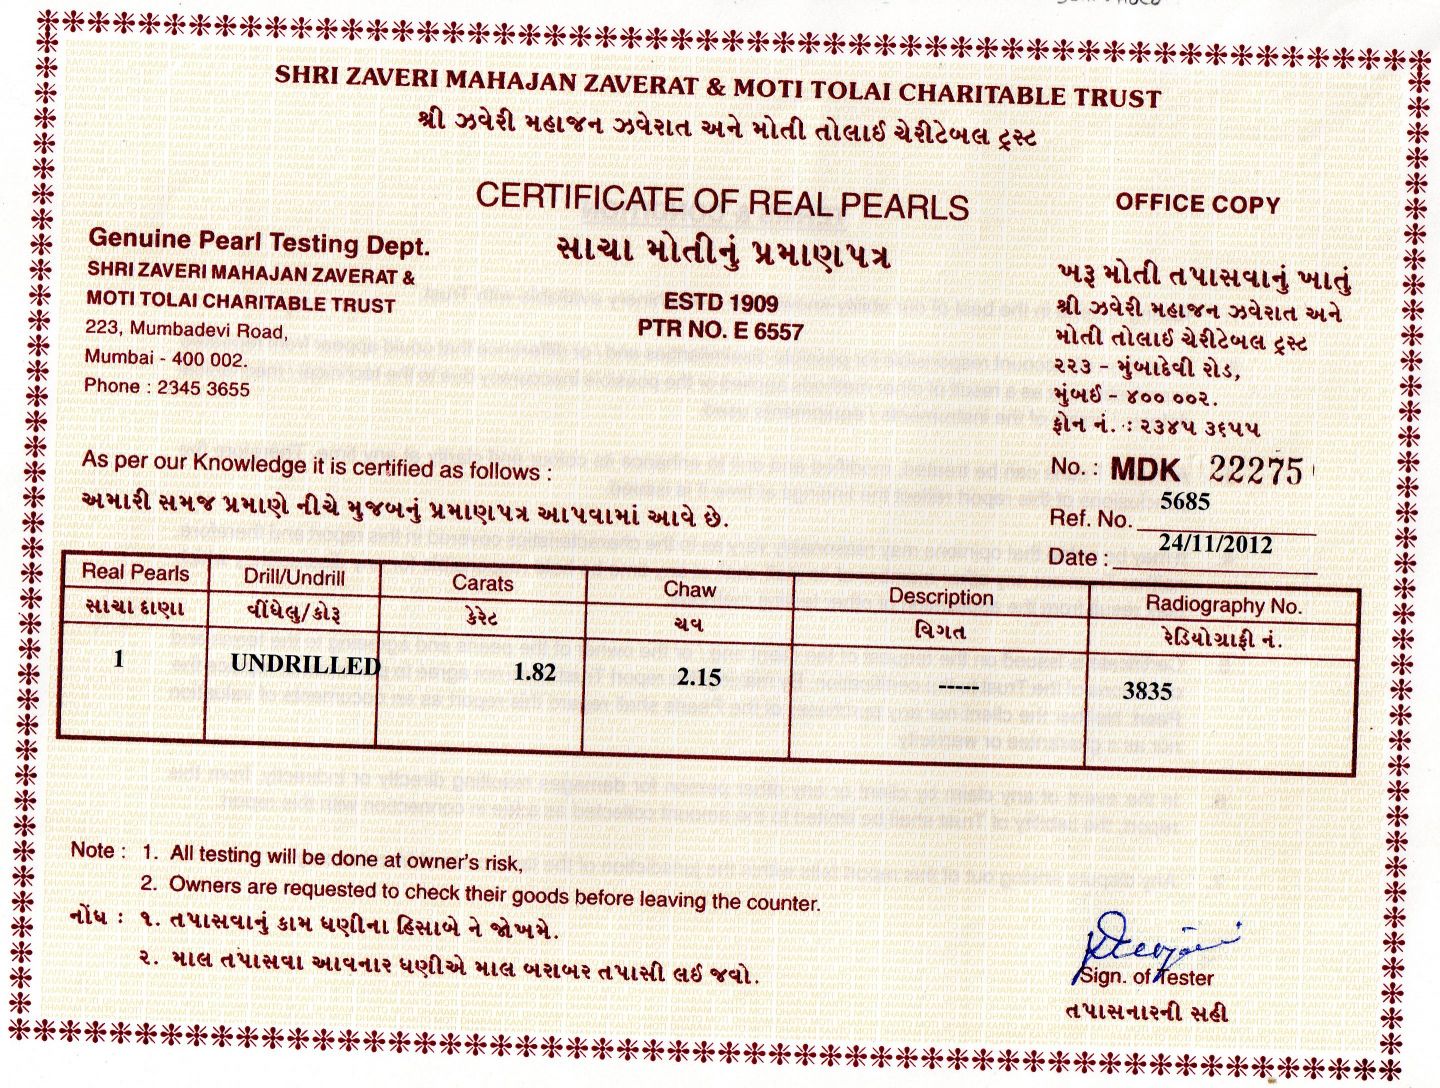 SHRI ZAVERI MAHAJAN ZAVERAT & MOTI TOLAI CHARITABLE TRUST
શ્રી ઝવેરી મહાજન ઝવેરાત અને મોતી તોલાઈ ચેરીટેબલ ટ્રસ્ટ
CERTIFICATE OF REAL PEARLS
સાચા મોતીનું પ્રમાણપત્ર
ESTD 1909
PTR NO. E 6557
OFFICE COPY
Genuine Pearl Testing Dept.
SHRI ZAVERI MAHAJAN ZAVERAT &
MOTI TOLAI CHARITABLE TRUST
223, Mumbadevi Road,
Mumbai - 400 002.
Phone : 2345 3655
ખરૂ મોતી તપાસવાનું ખાતું
શ્રી ઝવેરી મહાજન ઝવેરાત અને
મોતી તોલાઈ ચેરીટેબલ ટ્રસ્ટ
૨૨૩ - મુંબાદેવી રોડ,
મુંબઈ - ૪૦૦ ૦૦૨.
ફોન નં. : ૨૩૪૫ ૩૬૫૫
No. : MDK 22275
Ref. No. 5685
Date : 24/11/2012
As per our Knowledge it is certified as follows :
અમારી સમજ પ્રમાણે નીચે મુજબનું પ્રમાણપત્ર આપવામાં આવે છે.
Real Pearls Drill/Undrill Carats Chaw Description Radiography No.
સાચા દાણા વીંધેલુ/કોરૂ કેરેટ ચવ વિગત રેડિયોગ્રાફી નં.
1 UNDRILLED 1.82 2.15 ----- 3835
Note : 1. All testing will be done at owner's risk,
2. Owners are requested to check their goods before leaving the counter.
નોંધ : ૧. તપાસવાનું કામ ધણીના હિસાબે ને જોખમે.
૨. માલ તપાસવા આવનાર ધણીએ માલ બરાબર તપાસી લઈ જવો.
Sign. of Tester
તપાસનારની સહી